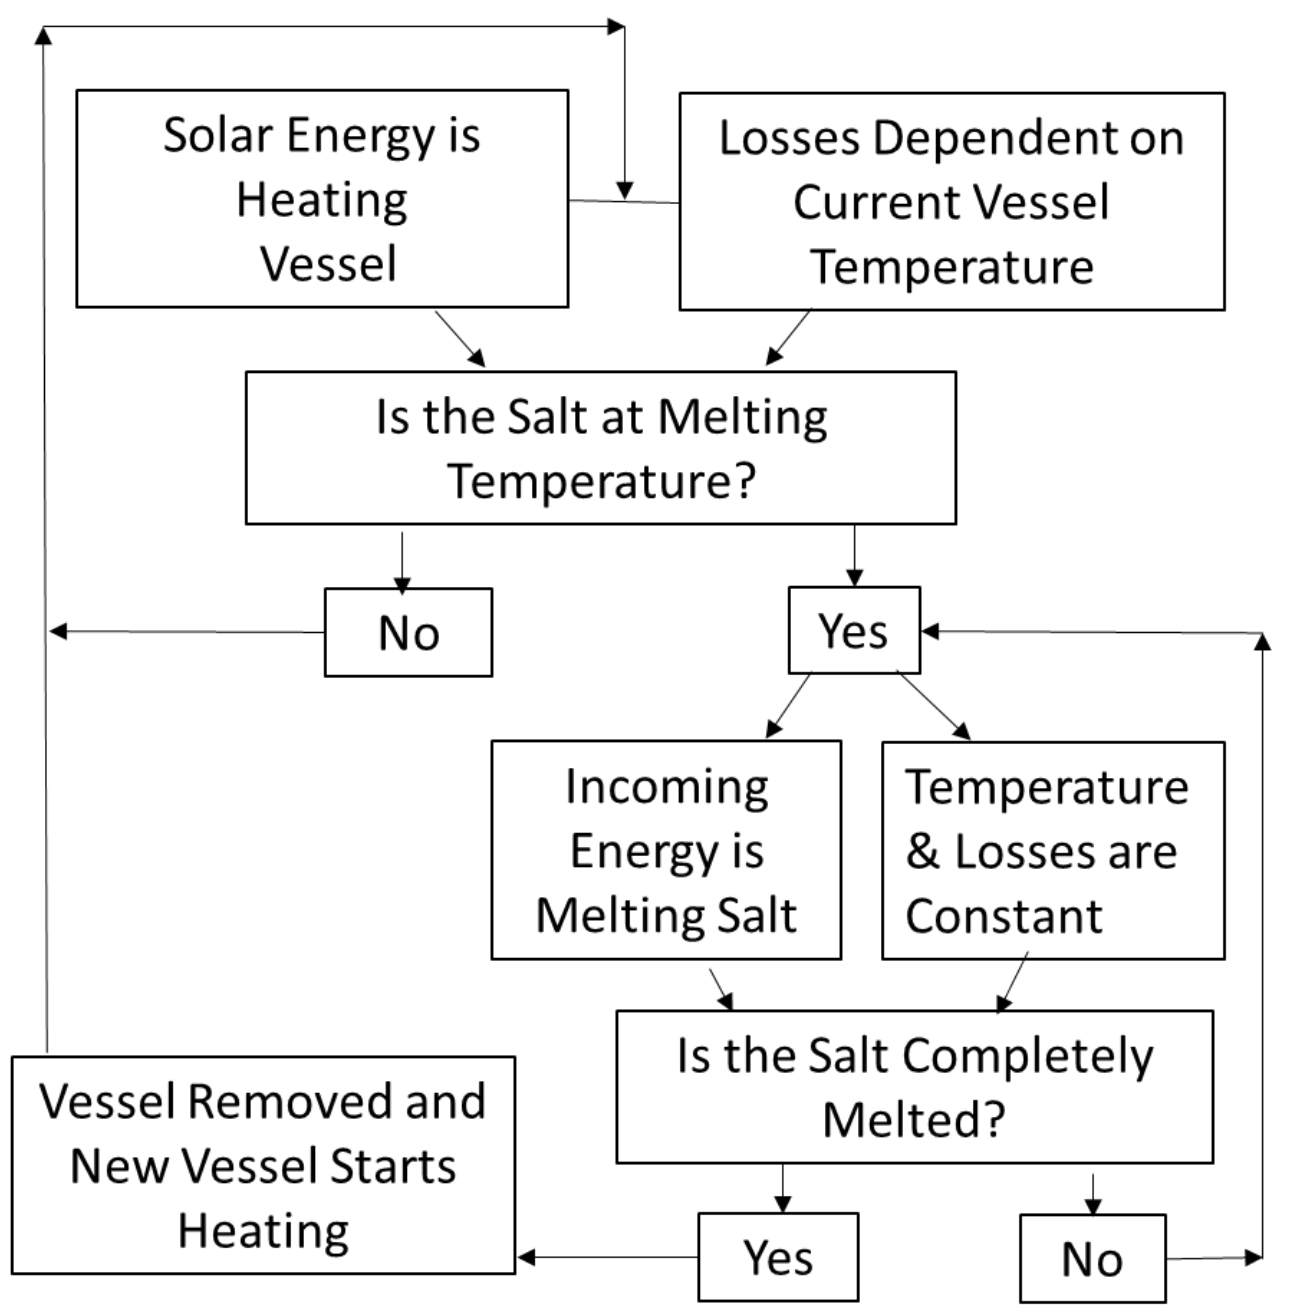 Solar Energy is
Heating
Vessel
Losses Dependent on
Current Vessel
Temperature
Is the Salt at Melting
Temperature?
No
Yes
Incoming
Energy is
Melting Salt
Temperature
& Losses are
Constant
Is the Salt Completely
Melted?
Vessel Removed and
New Vessel Starts
Heating
Yes
No